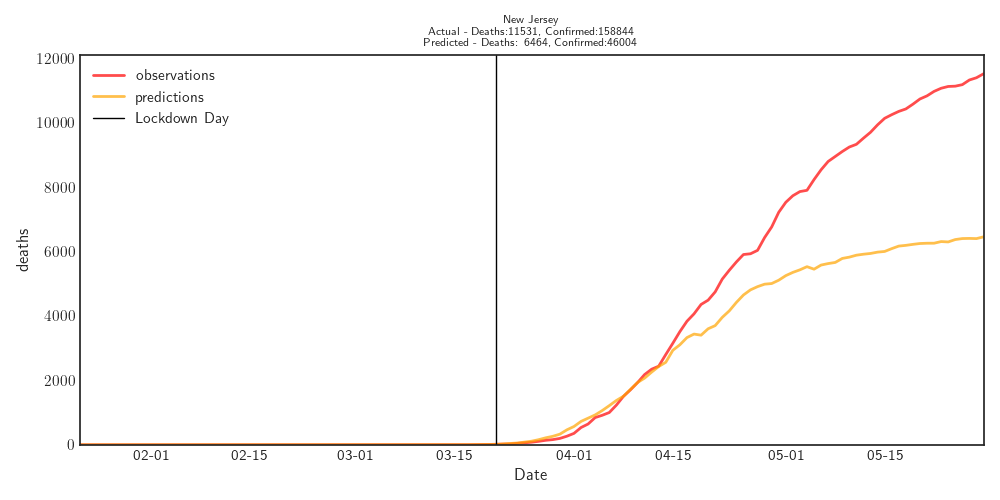 New Jersey
Actual - Deaths:11531, Confirmed:158844
Predicted - Deaths: 6464, Confirmed:46004
12000
10000
8000
6000
4000
2000
0
deaths
observations
predictions
Lockdown Day
02-01
02-15
03-01
03-15
04-01
04-15
05-01
05-15
Date